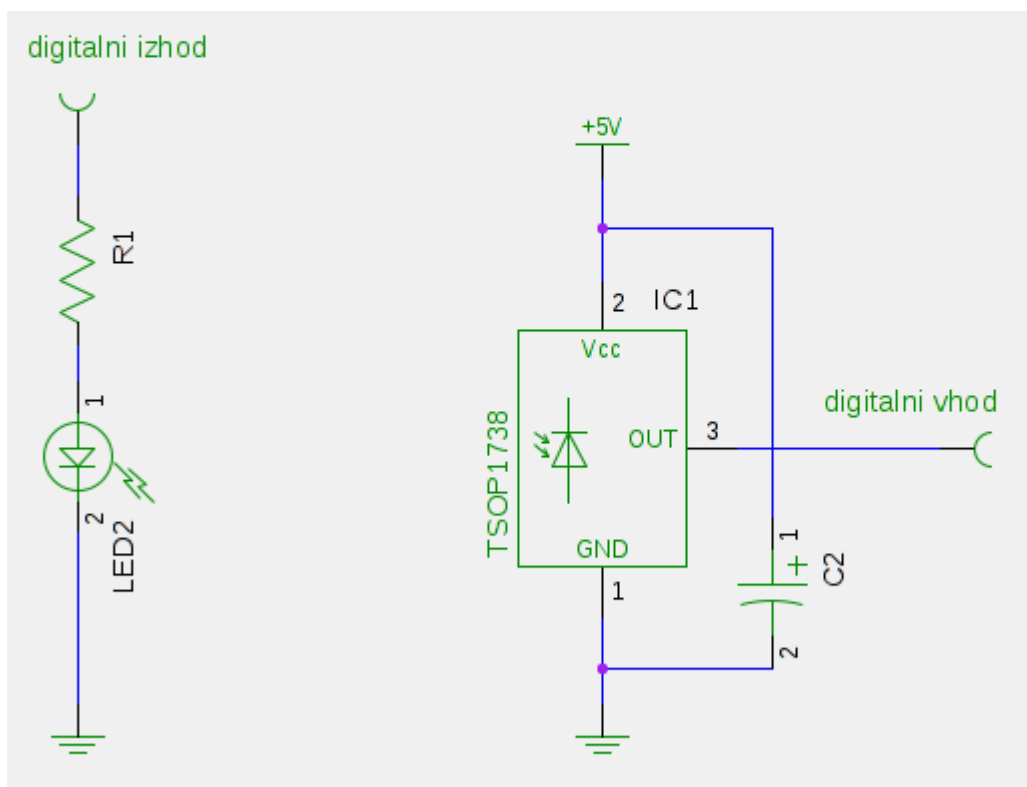 digitalni izhod
R1
1
2
LED2
+5V
2
IC1
Vcc
TSOP1738
OUT
3
GND
1
digitalni vhod
1
+
C2
2